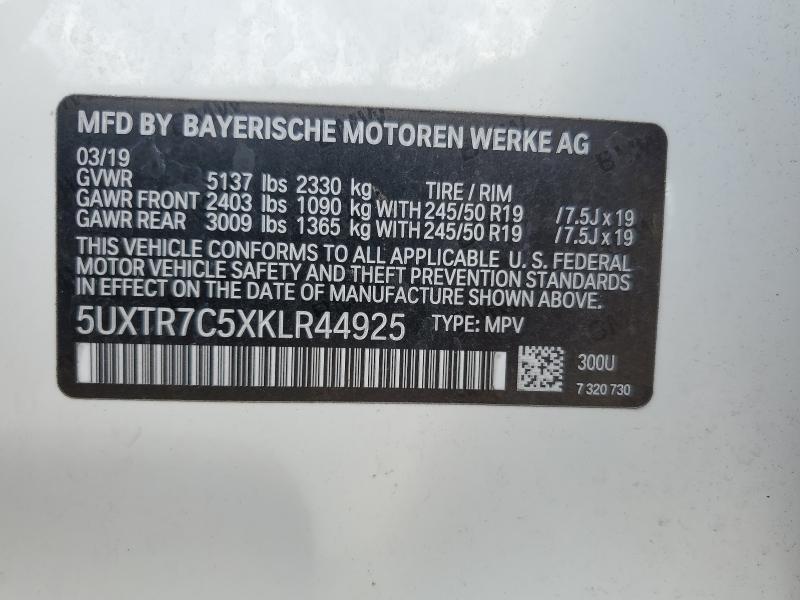 MFD BY BAYERISCHE MOTOREN WERKE AG
03/19
GVWR 5137 lbs 2330 kg TIRE / RIM
GAWR FRONT 2403 lbs 1090 kg WITH 245/50 R19 /7.5J x 19
GAWR REAR 3009 lbs 1365 kg WITH 245/50 R19 /7.5J x 19
THIS VEHICLE CONFORMS TO ALL APPLICABLE U. S. FEDERAL
MOTOR VEHICLE SAFETY AND THEFT PREVENTION STANDARDS
IN EFFECT ON THE DATE OF MANUFACTURE SHOWN ABOVE.
5UXTR7C5XKLR44925 TYPE: MPV
300U
7 320 730